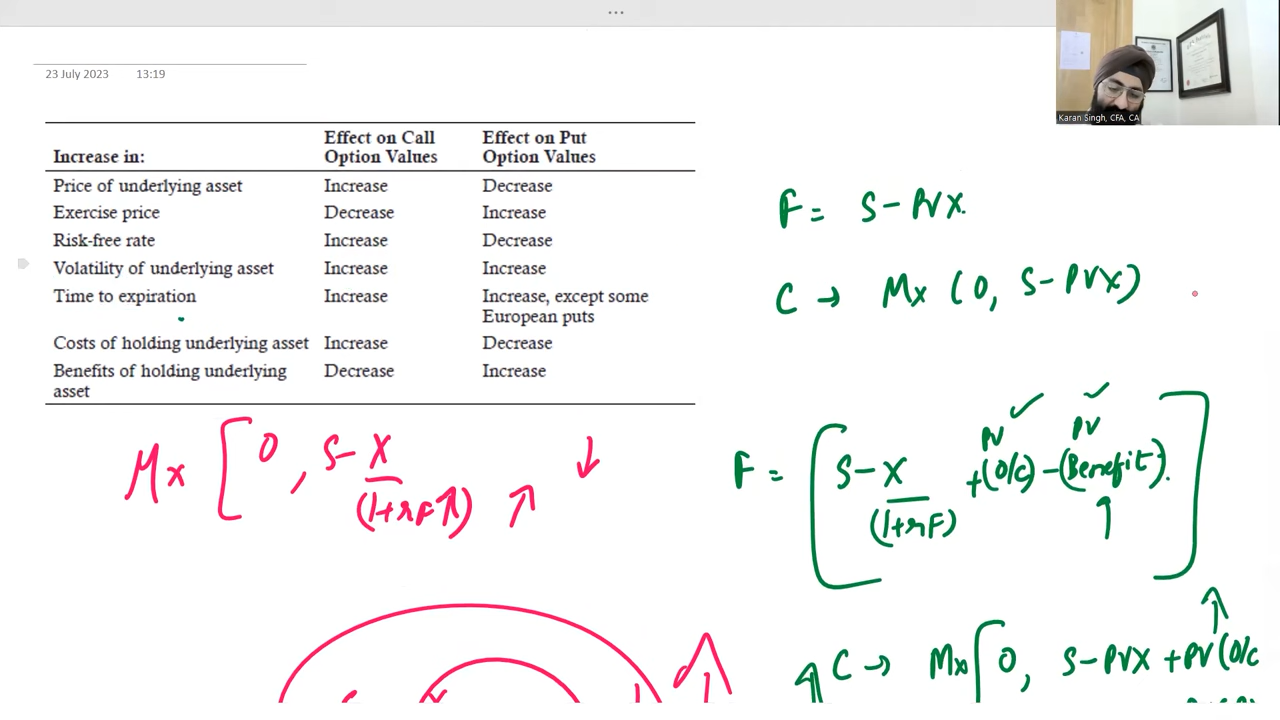 ...
23 July 2023 13:19
Karan Singh, CFA, CA
Increase in: Effect on Call Option Values Effect on Put Option Values
Price of underlying asset Increase Decrease
Exercise price Decrease Increase
Risk-free rate Increase Decrease
Volatility of underlying asset Increase Increase
Time to expiration Increase Increase, except some European puts
Costs of holding underlying asset Increase Decrease
Benefits of holding underlying asset Decrease Increase
F = S - PVX.
C → Mx (0, S - PVX)
Mx [0, S - X / (1+rF↑) ↑ ↓
F = [S - X / (1+rF) + PV (O/C) - PV (Benefit).]
↑ C → Mx [0, S - PVX + PV (O/C